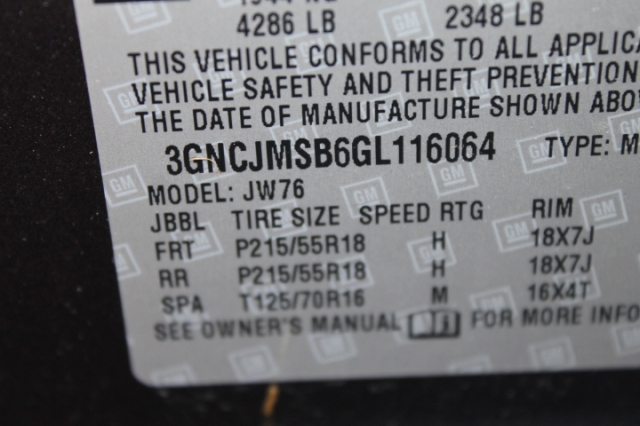 4286 LB 2348 LB
THIS VEHICLE CONFORMS TO ALL
VEHICLE SAFETY AND THEFT PREVENTION
THE DATE OF MANUFACTURE SHOWN
3GNCJMSB6GL116064 TYPE: M
MODEL: JW76
JBBL TIRE SIZE SPEED RTG RIM
FRT P215/55R18 H 18X7J
RR P215/55R18 H 18X7J
SPA T125/70R16 M 16X4T
SEE OWNER'S MANUAL FOR MORE INFO
GM